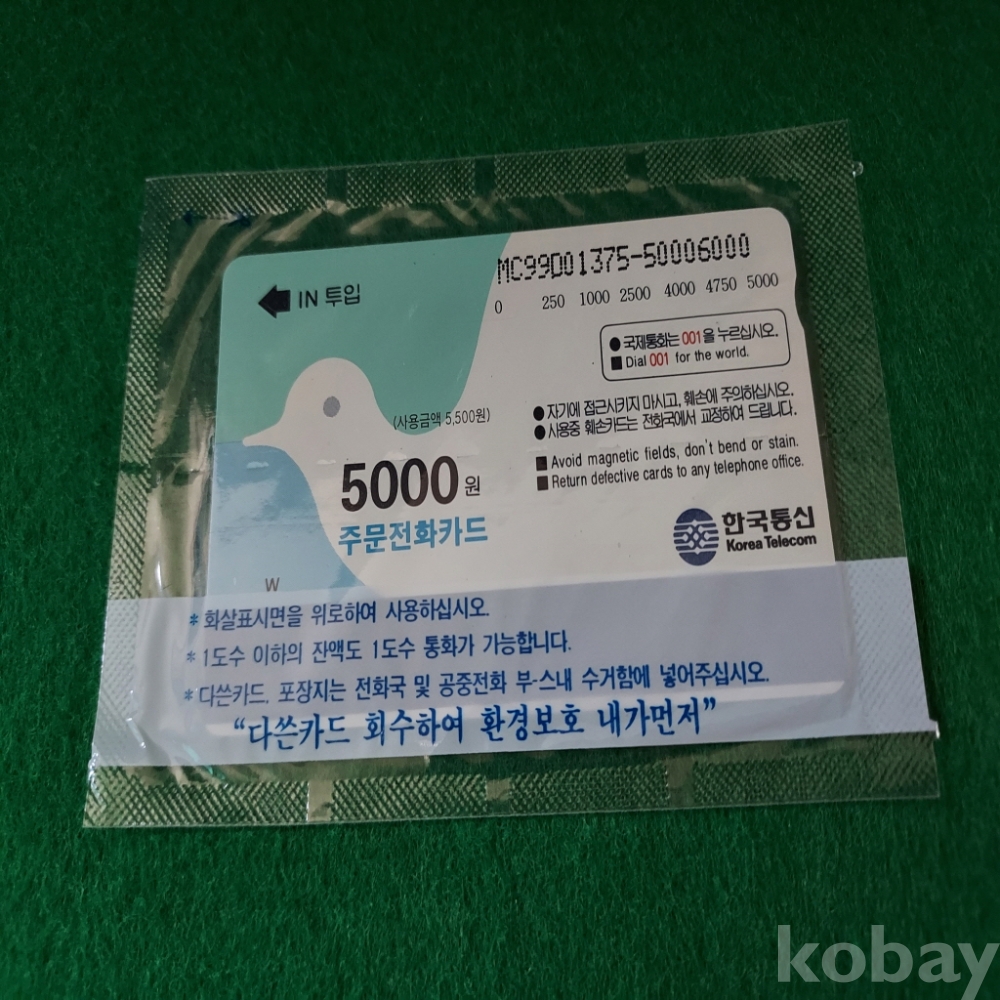 MC99D01375-50006000
0 250 1000 2500 4000 4750 5000
IN 투입
●국제통화는 001을 누르십시오.
■Dial 001 for the world.
(사용금액 5,500원)
●자기에 접근시키지 마시고, 훼손에 주의하십시오.
●사용중 훼손카드는 전화국에서 교정하여 드립니다.
■Avoid magnetic fields, don't bend or stain.
■Return defective cards to any telephone office.
5000원
주문전화카드
한국통신
Korea Telecom
W
*화살표시면을 위로하여 사용하십시오.
*1도수 이하의 잔액도 1도수 통화가 가능합니다.
*다쓴카드, 포장지는 전화국 및 공중전화 부-스내 수거함에 넣어주십시오.
“다쓴카드 회수하여 환경보호 내가먼저”
kobay